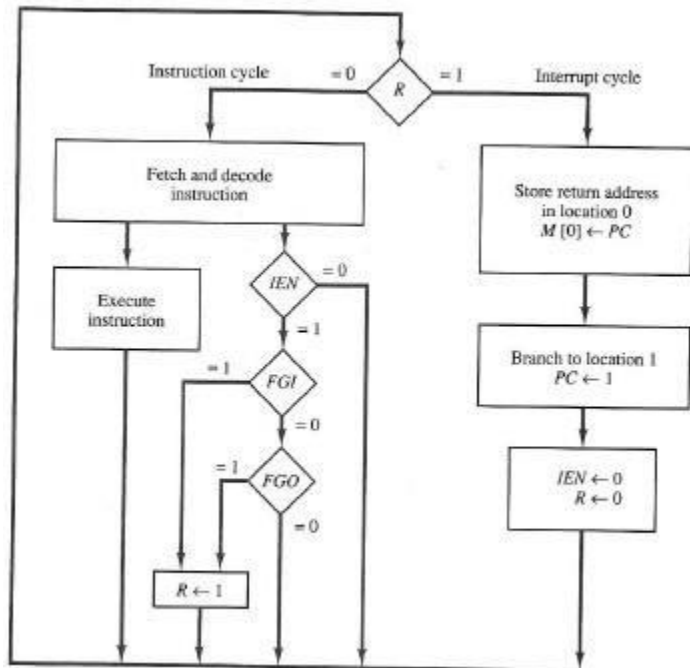 Instruction cycle
= 0
R
= 1
Interrupt cycle
Fetch and decode
instruction
Store return address
in location 0
M [0] ← PC
IEN
= 0
Execute
instruction
= 1
Branch to location 1
PC ← 1
= 1
FGI
= 0
= 1
FGO
IEN ← 0
R ← 0
= 0
R ← 1